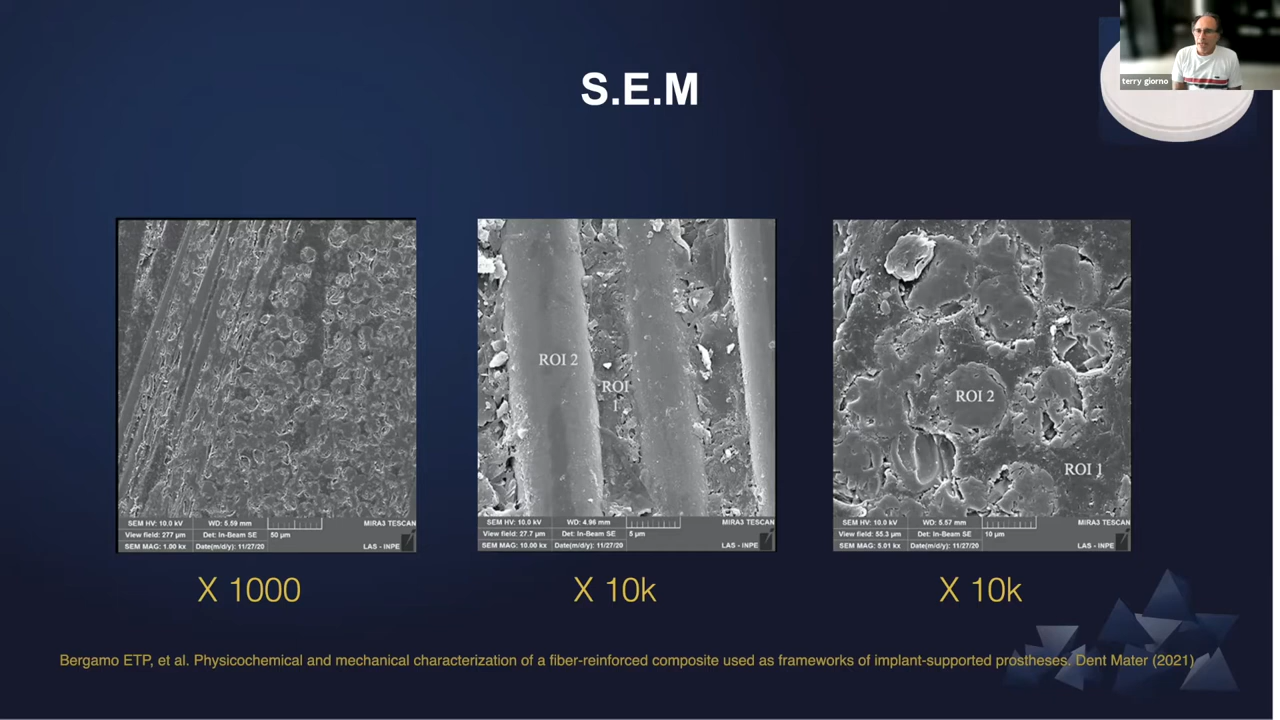 terry giorno
S.E.M
SEM HV: 10.0 kV WD: 5.59 mm MIRA3 TESCAN
View field: 277 µm Det: In-Beam SE 50 µm
SEM MAG: 1.00 kx Date(m/d/y): 11/27/20 LAS - INPE
X 1000
ROI 2
ROI
1
SEM HV: 10.0 kV WD: 4.96 mm MIRA3 TESCAN
View field: 27.7 µm Det: In-Beam SE 5 µm
SEM MAG: 10.00 kx Date(m/d/y): 11/27/20 LAS - INPE
X 10k
ROI 2
ROI 1
SEM HV: 10.0 kV WD: 5.57 mm MIRA3 TESCAN
View field: 55.3 µm Det: In-Beam SE 10 µm
SEM MAG: 5.01 kx Date(m/d/y): 11/27/20 LAS - INPE
X 10k
Bergamo ETP, et al. Physicochemical and mechanical characterization of a fiber-reinforced composite used as frameworks of implant-supported prostheses. Dent Mater (2021)